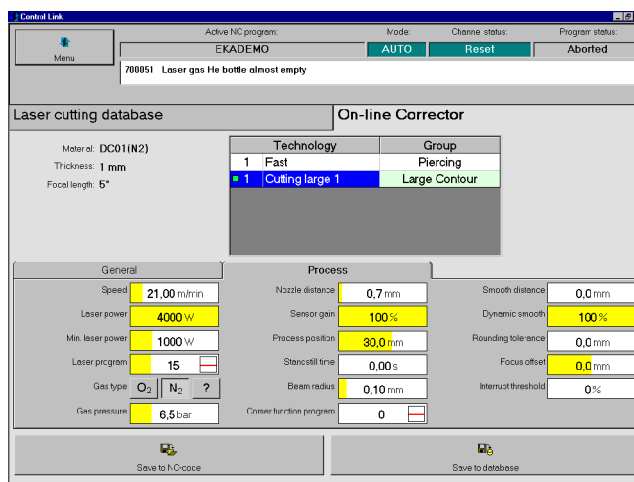 Control Link
Menu
Active NC program:
EKADEMO
Mode:
AUTO
Channel status:
Reset
Program status:
Aborted
700051 Laser gas He bottle almost empty
Laser cutting database
On-line Corrector
Material: DC01(N2)
Thickness: 1 mm
Focal length: 5"
Technology Group
1 Fast Piercing
1 Cutting large 1 Large Contour
General
Process
Speed 21,00 m/min
Laser power 4000 W
Min. laser power 1000 W
Laser program 15
Gas type O2 N2 ?
Gas pressure 6,5 bar
Nozzle distance 0,7 mm
Sensor gain 100 %
Process position 30,0 mm
Standstill time 0,00 s
Beam radius 0,10 mm
Corner function program 0
Smooth distance 0,0 mm
Dynamic smooth 100 %
Rounding tolerance 0,0 mm
Focus offset 0,0 mm
Interrupt threshold 0 %
Save to NC-code
Save to database